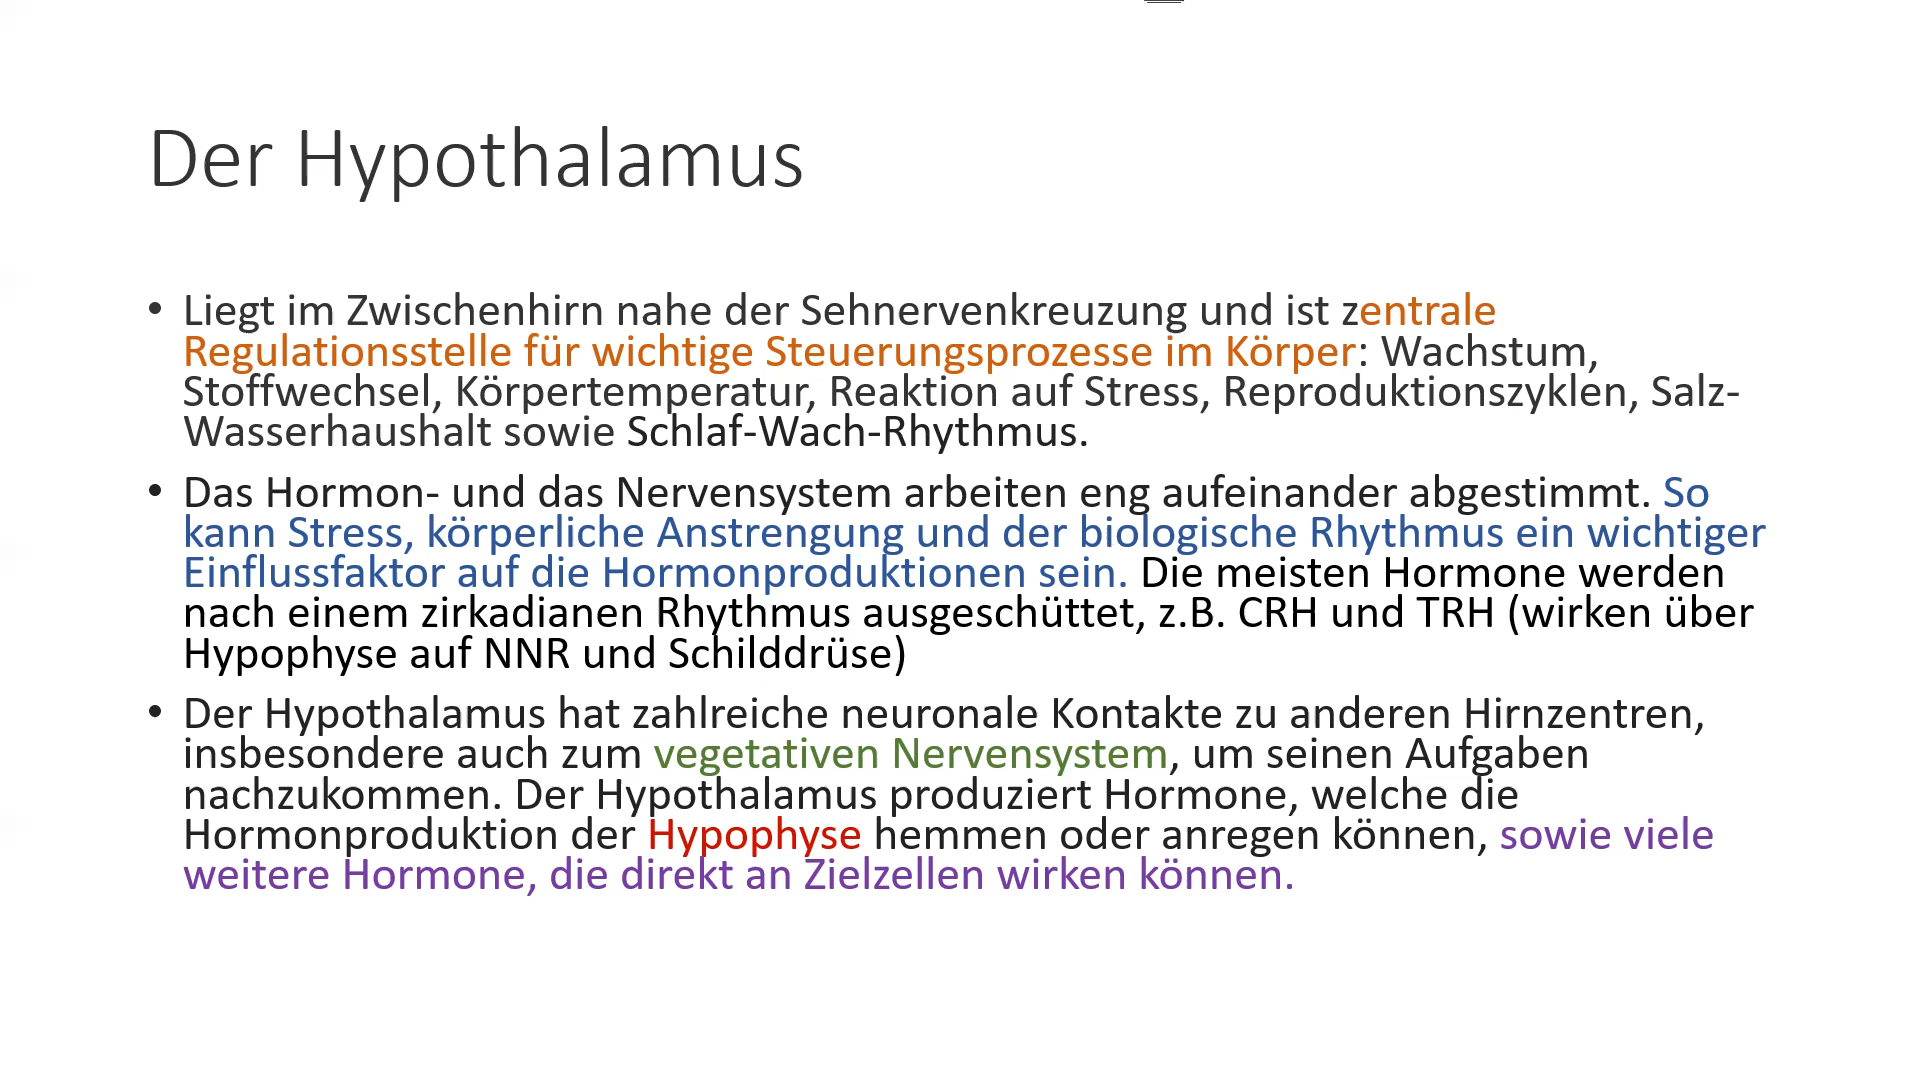 Der Hypothalamus
• Liegt im Zwischenhirn nahe der Sehnervenkreuzung und ist zentrale
Regulationsstelle für wichtige Steuerungsprozesse im Körper: Wachstum,
Stoffwechsel, Körpertemperatur, Reaktion auf Stress, Reproduktionszyklen, Salz-
Wasserhaushalt sowie Schlaf-Wach-Rhythmus.
• Das Hormon- und das Nervensystem arbeiten eng aufeinander abgestimmt. So
kann Stress, körperliche Anstrengung und der biologische Rhythmus ein wichtiger
Einflussfaktor auf die Hormonproduktionen sein. Die meisten Hormone werden
nach einem zirkadianen Rhythmus ausgeschüttet, z.B. CRH und TRH (wirken über
Hypophyse auf NNR und Schilddrüse)
• Der Hypothalamus hat zahlreiche neuronale Kontakte zu anderen Hirnzentren,
insbesondere auch zum vegetativen Nervensystem, um seinen Aufgaben
nachzukommen. Der Hypothalamus produziert Hormone, welche die
Hormonproduktion der Hypophyse hemmen oder anregen können, sowie viele
weitere Hormone, die direkt an Zielzellen wirken können.